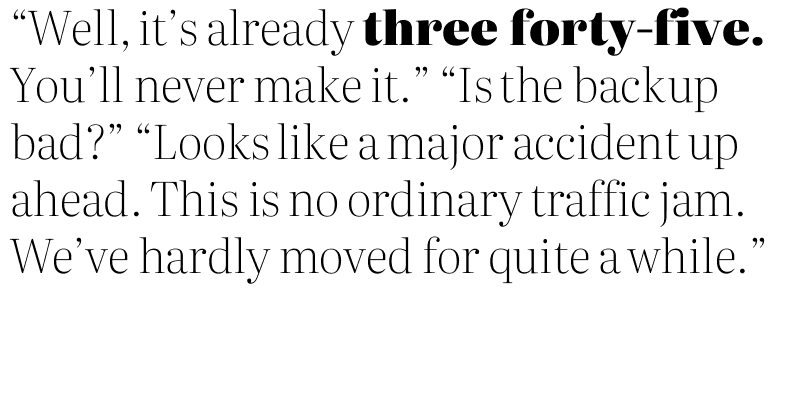 “Well, it’s already three forty-five.
You’ll never make it.” “Is the backup
bad?” “Looks like a major accident up
ahead. This is no ordinary traffic jam.
We’ve hardly moved for quite a while.”